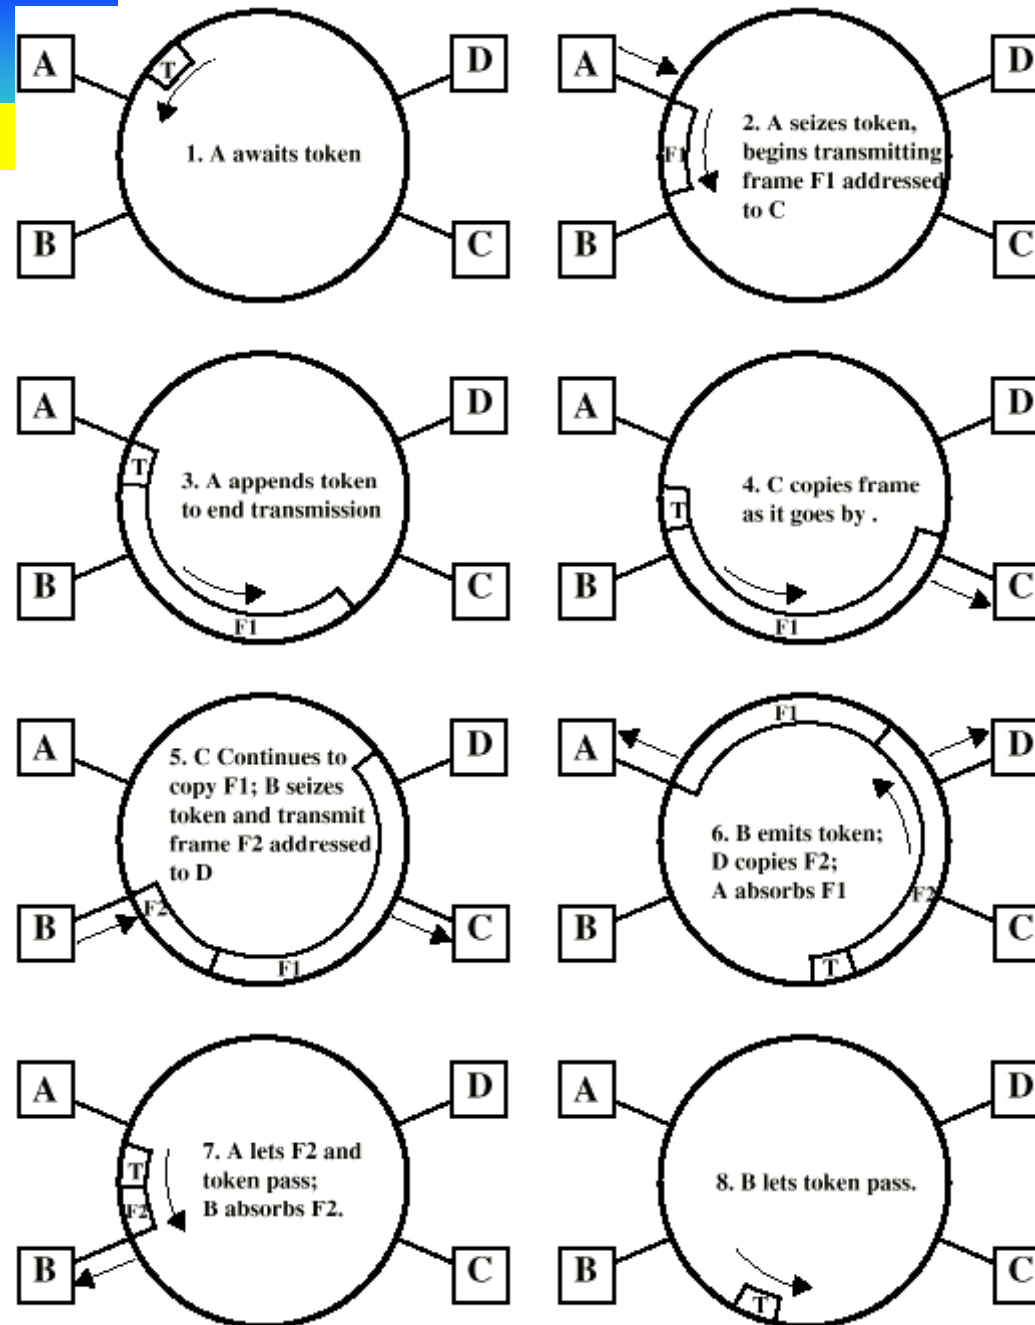 A
D
T
1. A awaits token
B
C
A
D
2. A seizes token,
begins transmitting
frame F1 addressed
to C
F1
B
C
A
D
T
3. A appends token
to end transmission
B
C
F1
A
D
4. C copies frame
as it goes by .
T
B
C
F1
A
D
5. C Continues to
copy F1; B seizes
token and transmit
frame F2 addressed
to D
F2
B
C
F1
F1
A
D
6. B emits token;
D copies F2;
A absorbs F1
F2
B
C
T
A
D
7. A lets F2 and
token pass;
B absorbs F2.
T
F2
B
C
A
D
8. B lets token pass.
B
C
T